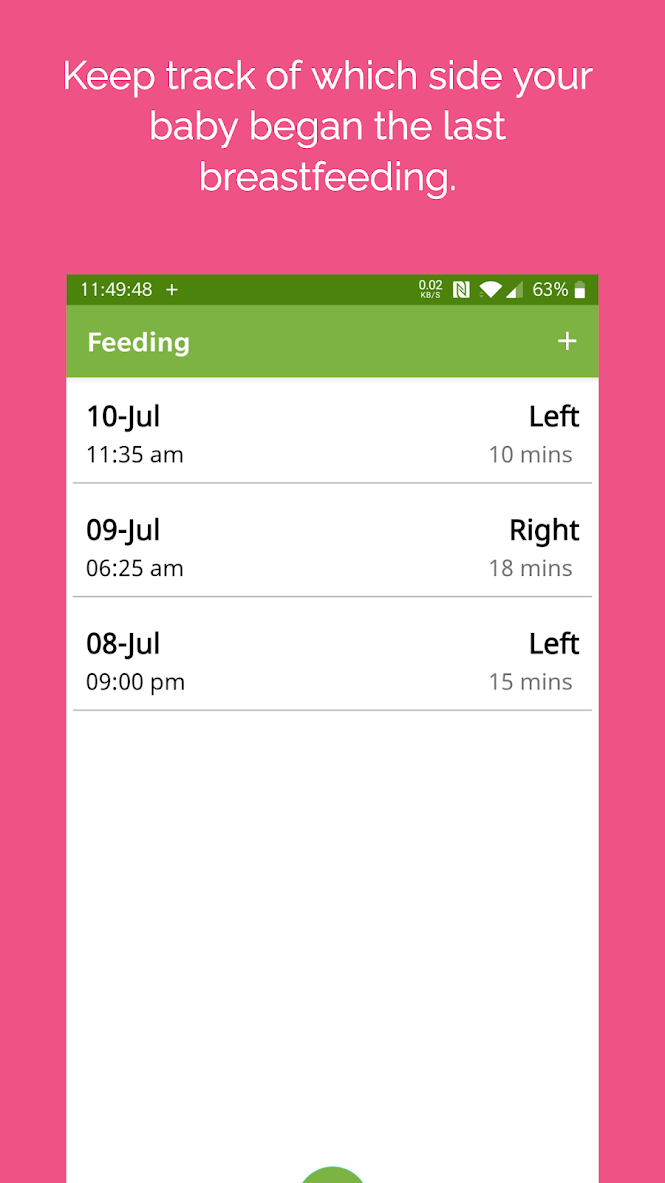 Keep track of which side your
baby began the last
breastfeeding.
11:49:48 + 0.02 KB/S 63%
Feeding +
10-Jul Left
11:35 am 10 mins
09-Jul Right
06:25 am 18 mins
08-Jul Left
09:00 pm 15 mins